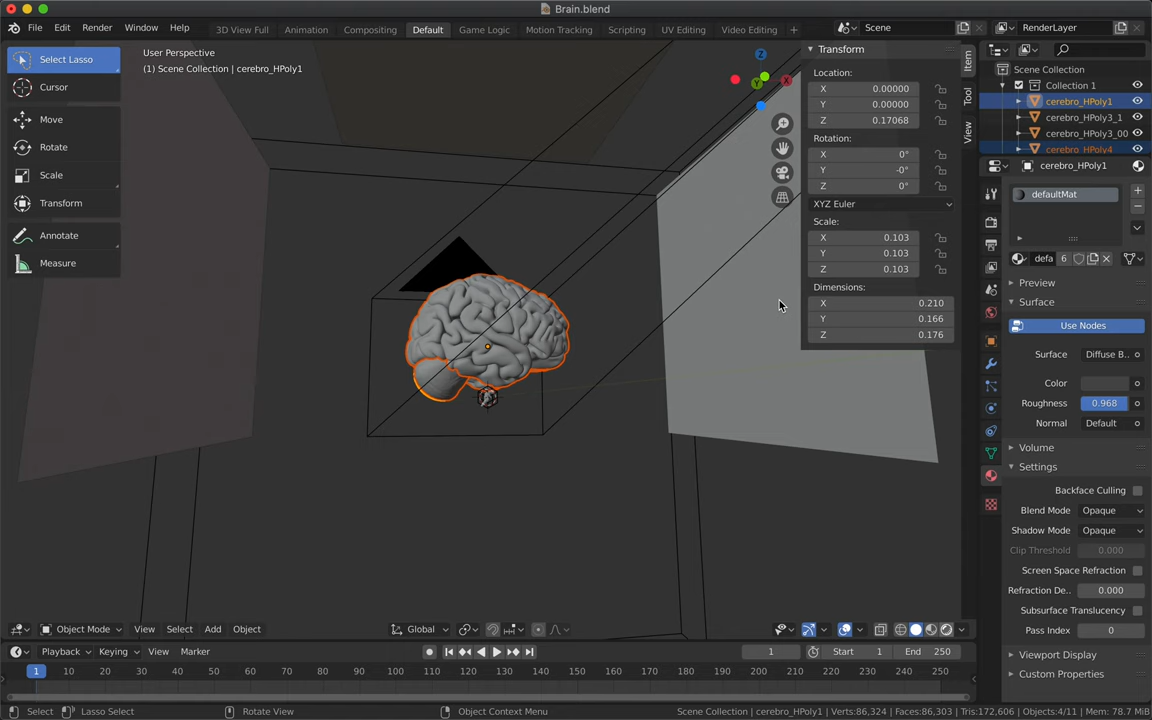 Brain.blend
File Edit Render Window Help
3D View Full Animation Compositing Default Game Logic Motion Tracking Scripting UV Editing Video Editing +
Scene
RenderLayer
User Perspective
(1) Scene Collection | cerebro_HPoly1
Select Lasso
Cursor
Move
Rotate
Scale
Transform
Annotate
Measure
Z
X
Y
Transform
Location:
X 0.00000
Y 0.00000
Z 0.17068
Rotation:
X 0°
Y -0°
Z 0°
XYZ Euler
Scale:
X 0.103
Y 0.103
Z 0.103
Dimensions:
X 0.210
Y 0.166
Z 0.176
Item
Tool
View
Scene Collection
Collection 1
cerebro_HPoly1
cerebro_HPoly3_1
cerebro_HPoly3_00
cerebro_HPoly4
cerebro_HPoly1
defaultMat
defa 6
Preview
Surface
Use Nodes
Surface Diffuse B..
Color
Roughness 0.968
Normal Default
Volume
Settings
Backface Culling
Blend Mode Opaque
Shadow Mode Opaque
Clip Threshold 0.000
Screen Space Refraction
Refraction De.. 0.000
Subsurface Translucency
Pass Index 0
Viewport Display
Custom Properties
Object Mode View Select Add Object Global
Playback Keying View Marker 1 Start 1 End 250
1 10 20 30 40 50 60 70 80 90 100 110 120 130 140 150 160 170 180 190 200 210 220 230 240 250
Select Lasso Select Rotate View Object Context Menu Scene Collection | cerebro_HPoly1 | Verts:86,324 | Faces:86,303 | Tris:172,606 | Objects:4/11 | Mem: 78.7 MiB